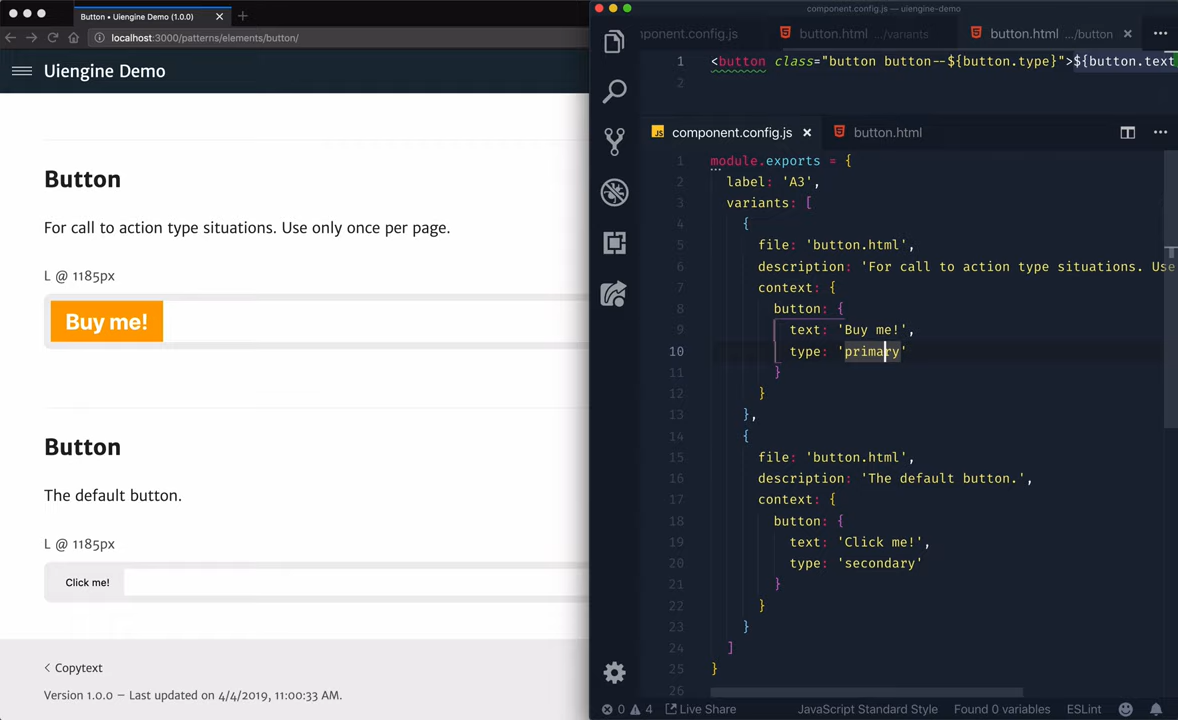 Button • Uiengine Demo (1.0.0)
localhost:3000/patterns/elements/button/
Uiengine Demo
Button
For call to action type situations. Use only once per page.
L @ 1185px
Buy me!
Button
The default button.
L @ 1185px
Click me!
Copytext
Version 1.0.0 — Last updated on 4/4/2019, 11:00:33 AM.
component.config.js — uiengine-demo
omponent.config.js
button.html .../variants
button.html .../button
1 <button class="button button--${button.type}">${button.text
2
component.config.js
button.html
1 module.exports = {
2 label: 'A3',
3 variants: [
4 {
5 file: 'button.html',
6 description: 'For call to action type situations. Use
7 context: {
8 button: {
9 text: 'Buy me!',
10 type: 'primary'
11 }
12 }
13 },
14 {
15 file: 'button.html',
16 description: 'The default button.',
17 context: {
18 button: {
19 text: 'Click me!',
20 type: 'secondary'
21 }
22 }
23 }
24 ]
25 }
26
0 4 Live Share JavaScript Standard Style Found 0 variables ESLint